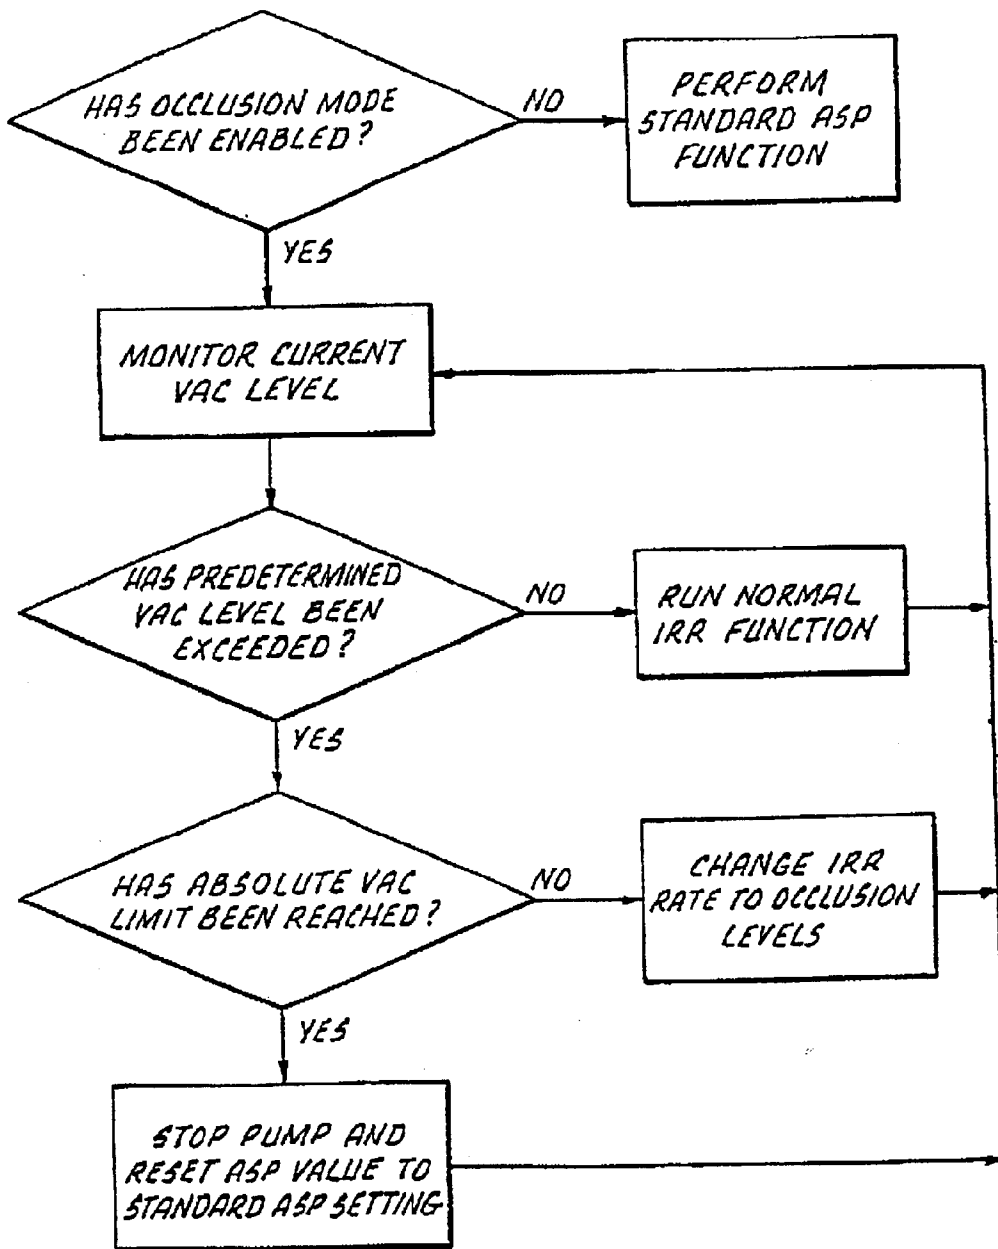 HAS OCCLUSION MODE
BEEN ENABLED?
NO
PERFORM
STANDARD ASP
FUNCTION
YES
MONITOR CURRENT
VAC LEVEL
HAS PREDETERMINED
VAC LEVEL BEEN
EXCEEDED?
NO
RUN NORMAL
IRR FUNCTION
YES
HAS ABSOLUTE VAC
LIMIT BEEN REACHED?
NO
CHANGE IRR
RATE TO OCCLUSION
LEVELS
YES
STOP PUMP AND
RESET ASP VALUE TO
STANDARD ASP SETTING